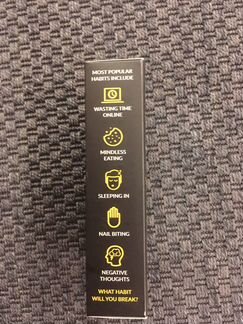 MOST POPULAR
HABITS INCLUDE
WASTING TIME
ONLINE
MINDLESS
EATING
SLEEPING IN
NAIL BITING
NEGATIVE
THOUGHTS
WHAT HABIT
WILL YOU BREAK?